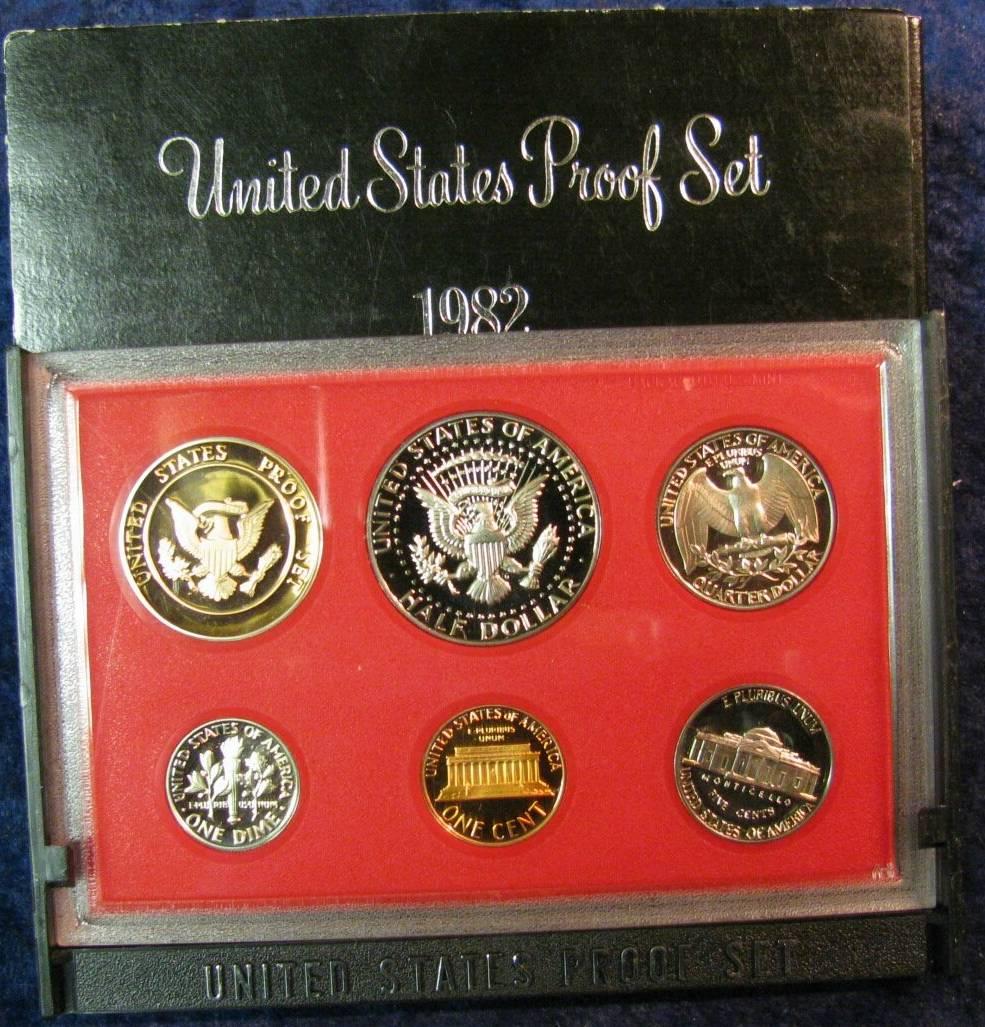 United States Proof Set
1982
UNITED STATES PROOF SET
UNITED STATES OF AMERICA
HALF DOLLAR
UNITED STATES OF AMERICA
E PLURIBUS
UNUM
QUARTER DOLLAR
UNITED STATES OF AMERICA
E PLURIBUS UNUM
ONE DIME
UNITED STATES of AMERICA
E PLURIBUS
UNUM
ONE CENT
E PLURIBUS UNUM
MONTICELLO
FIVE CENTS
UNITED STATES OF AMERICA
UNITED STATES PROOF SET